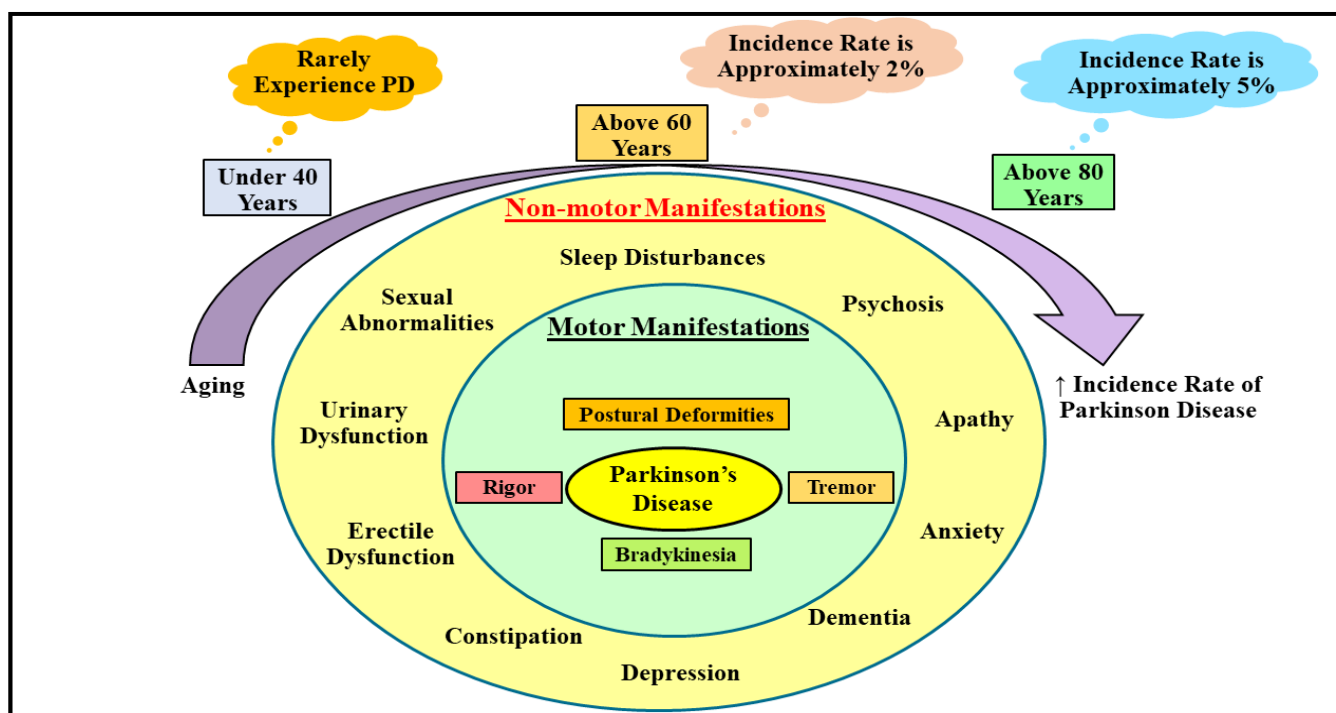 Rarely
Experience PD
Incidence Rate is
Approximately 2%
Incidence Rate is
Approximately 5%
Under 40
Years
Above 60
Years
Above 80
Years
Non-motor Manifestations
Sleep Disturbances
Sexual
Abnormalities
Psychosis
Motor Manifestations
Aging
↑ Incidence Rate of
Parkinson Disease
Urinary
Dysfunction
Postural Deformities
Apathy
Rigor
Parkinson’s
Disease
Tremor
Erectile
Dysfunction
Bradykinesia
Anxiety
Constipation
Dementia
Depression